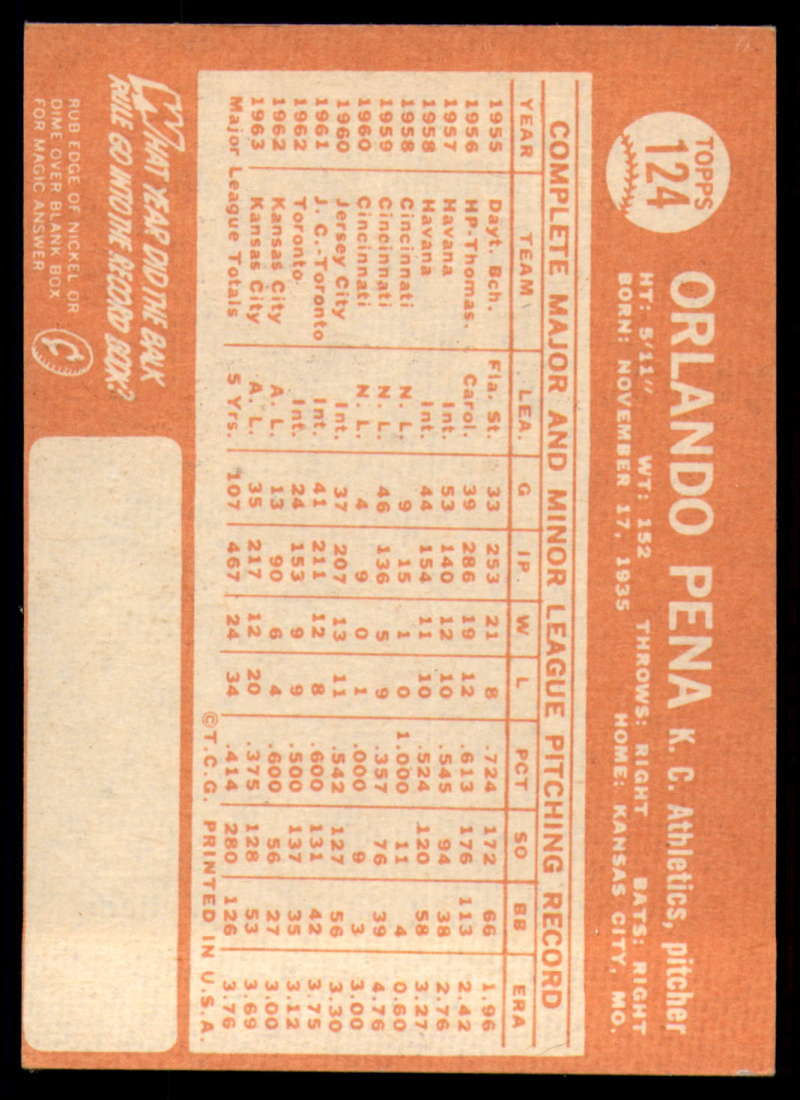 TOPPS
124
ORLANDO PENA K. C. Athletics, pitcher
HT: 5'11" WT: 152 THROWS: RIGHT BATS: RIGHT
BORN: NOVEMBER 17, 1935 HOME: KANSAS CITY, MO.
COMPLETE MAJOR AND MINOR LEAGUE PITCHING RECORD
YEAR TEAM LEA. G IP W L PCT SO BB ERA
1955 Dayt. Bch. Fla. St. 33 253 21 8 .724 172 66 1.96
1956 HP-Thomas. Carol. 39 286 19 12 .613 176 113 2.42
1957 Havana Int. 53 140 12 10 .545 94 38 2.76
1958 Havana Int. 44 154 11 10 .524 120 58 3.27
1958 Cincinnati N. L. 9 15 1 0 1.000 11 4 0.60
1959 Cincinnati N. L. 46 136 5 9 .357 76 39 4.76
1960 Cincinnati N. L. 4 9 0 1 .000 9 3 3.00
1960 Jersey City Int. 37 207 13 11 .542 127 56 3.30
1961 J. C.-Toronto Int. 41 211 12 8 .600 131 42 3.75
1962 Toronto Int. 24 153 9 9 .500 137 35 3.12
1962 Kansas City A. L. 13 90 6 4 .600 56 27 3.00
1963 Kansas City A. L. 35 217 12 20 .375 128 53 3.69
Major League Totals 5 Yrs. 107 467 24 34 .414 280 126 3.76
©T.C.G. PRINTED IN U.S.A.
WHAT YEAR DID THE BALK
RULE GO INTO THE RECORD BOOK?
RUB EDGE OF NICKEL OR
DIME OVER BLANK BOX
FOR MAGIC ANSWER